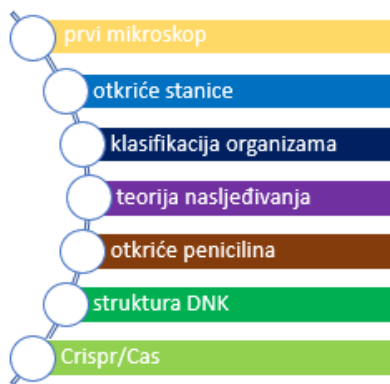 prvi mikroskop
otkriće stanice
klasifikacija organizama
teorija nasljeđivanja
otkriće penicilina
struktura DNK
Crispr/Cas